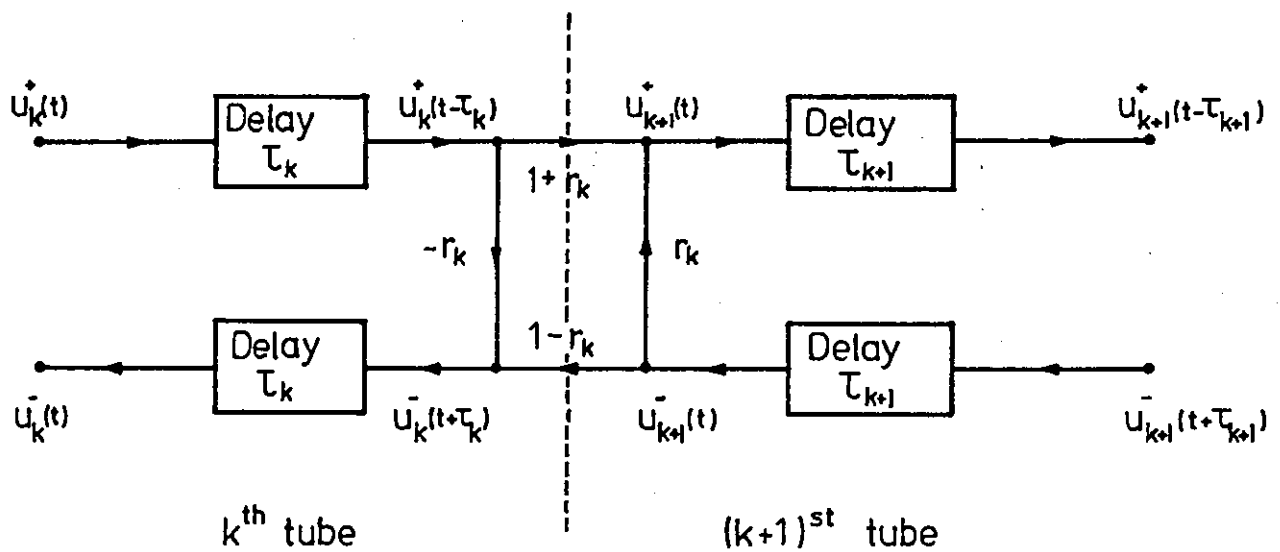 u⁺ₖ(t)
Delay
τₖ
u⁺ₖ(t-τₖ)
u⁺ₖ₊₁(t)
Delay
τₖ₊₁
u⁺ₖ₊₁(t-τₖ₊₁)
1+ rₖ
-rₖ
rₖ
1- rₖ
u⁻ₖ(t)
Delay
τₖ
u⁻ₖ(t+τₖ)
u⁻ₖ₊₁(t)
Delay
τₖ₊₁
u⁻ₖ₊₁(t+τₖ₊₁)
kᵗʰ tube
(k+1)ˢᵗ tube